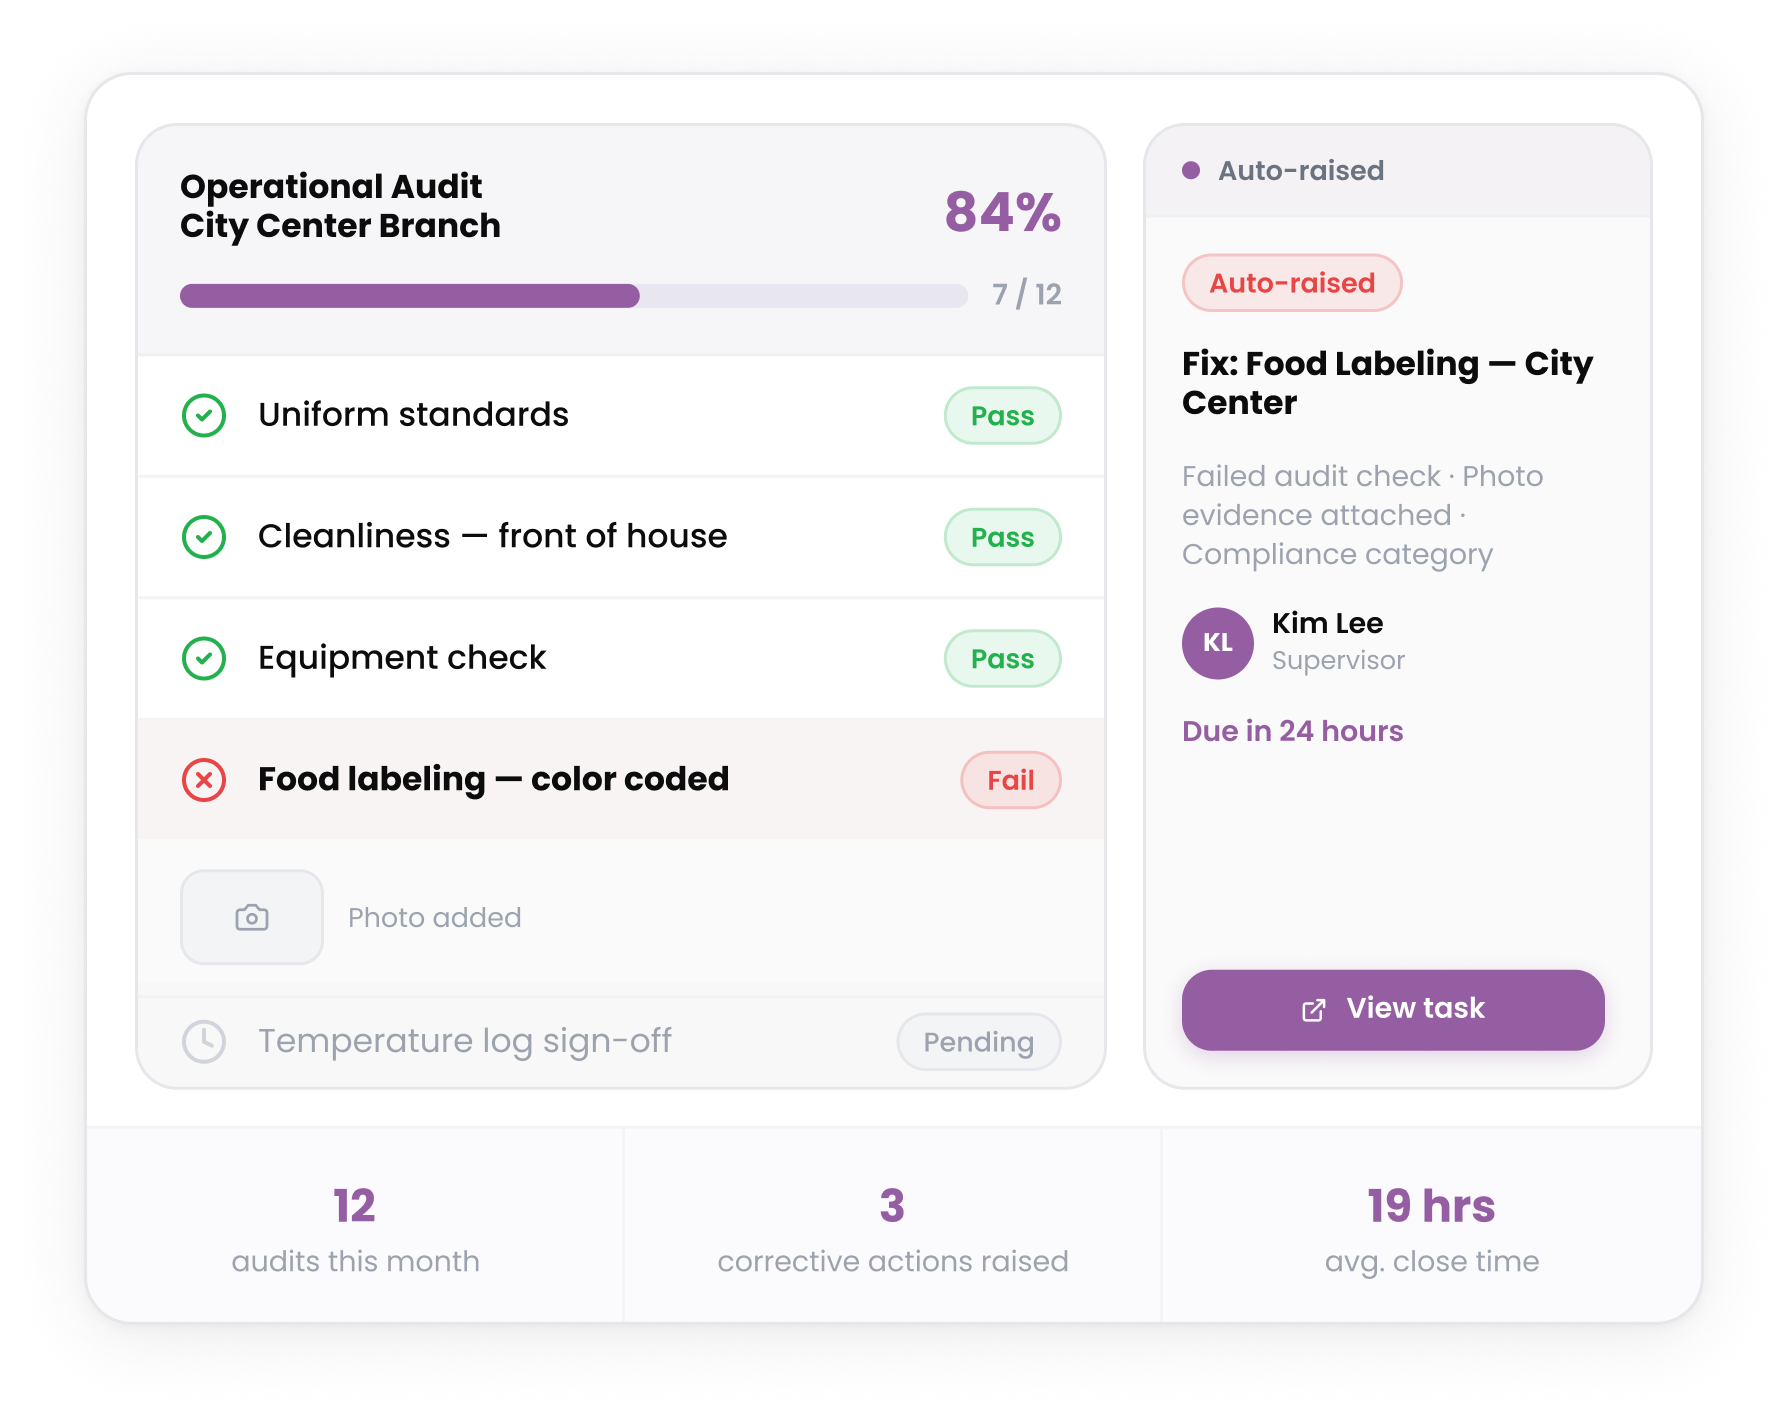 Operational Audit
City Center Branch
84%
7 / 12
Uniform standards
Pass
Cleanliness — front of house
Pass
Equipment check
Pass
Food labeling — color coded
Fail
Photo added
Temperature log sign-off
Pending
Auto-raised
Auto-raised
Fix: Food Labeling — City
Center
Failed audit check · Photo
evidence attached ·
Compliance category
KL
Kim Lee
Supervisor
Due in 24 hours
View task
12
audits this month
3
corrective actions raised
19 hrs
avg. close time